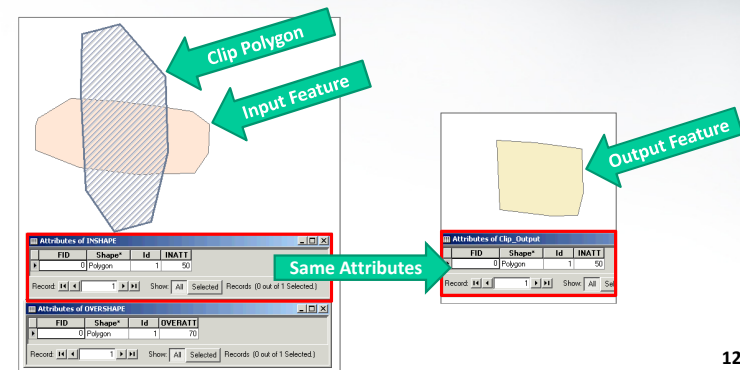 Clip Polygon
Input Feature
Output Feature
Attributes of INSHAPE
FID Shape* Id INATT
0 Polygon 1 50
Record: 1 Show: All Selected Records (0 out of 1 Selected.)
Same Attributes
Attributes of Clip_Output
FID Shape* Id INATT
0 Polygon 1 50
Record: 1 Show: All Sel
Attributes of OVERSHAPE
FID Shape* Id OVERATT
0 Polygon 1 70
Record: 1 Show: All Selected Records (0 out of 1 Selected.)
12